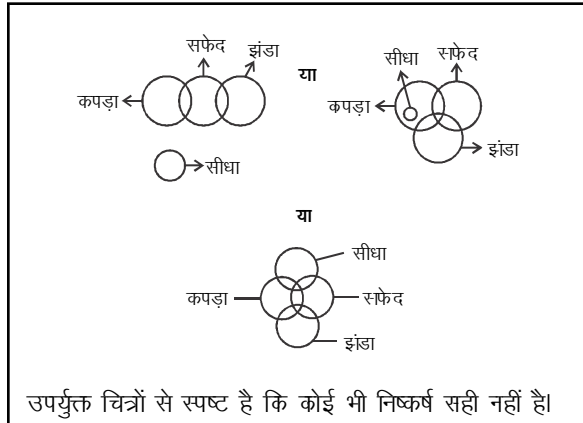 सफेद झंडा
कपड़ा
सीधा
या
सीधा सफेद
कपड़ा
झंडा
या
सीधा
कपड़ा सफेद
झंडा
उपर्युक्त चित्रों से स्पष्ट है कि कोई भी निष्कर्ष सही नहीं है।